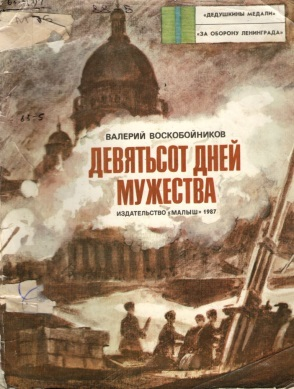 «ДЕДУШКИНЫ МЕДАЛИ»
«ЗА ОБОРОНУ ЛЕНИНГРАДА»
ВАЛЕРИЙ ВОСКОБОЙНИКОВ
ДЕВЯТЬСОТ ДНЕЙ
МУЖЕСТВА
ИЗДАТЕЛЬСТВО «МАЛЫШ» 1987